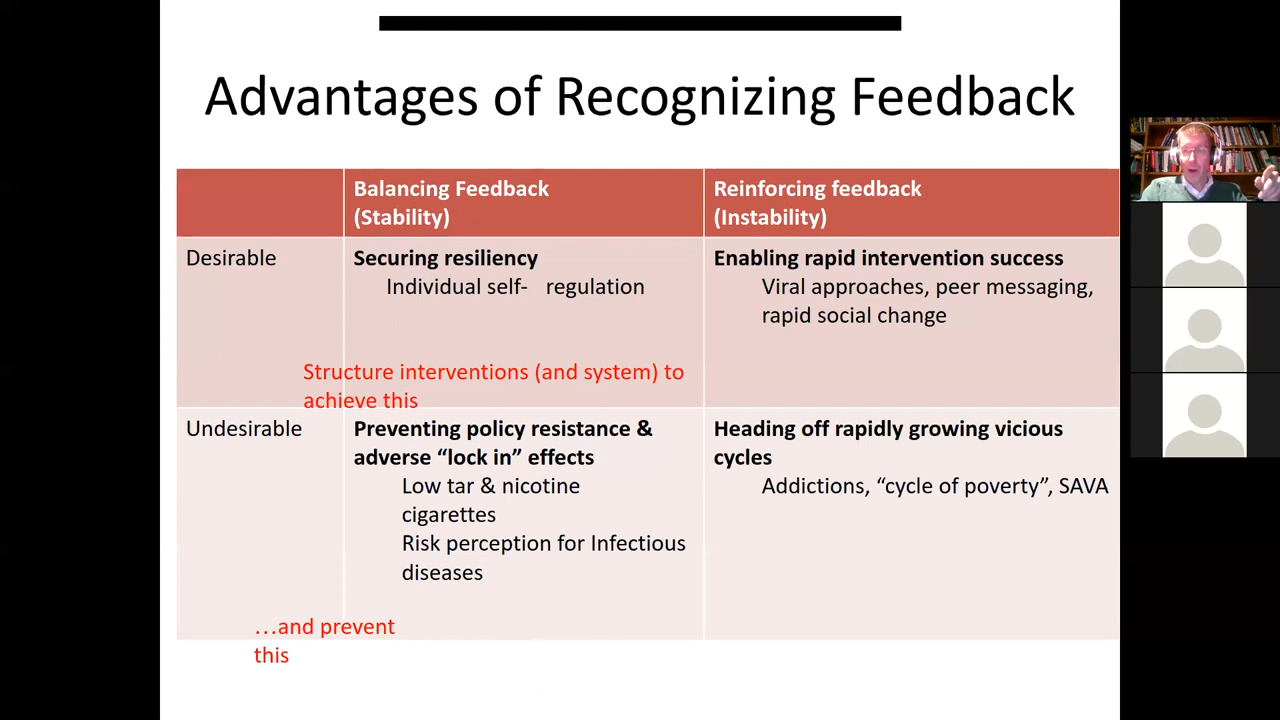 Advantages of Recognizing Feedback
Balancing Feedback
(Stability)
Reinforcing feedback
(Instability)
Desirable
Securing resiliency
Individual self- regulation
Enabling rapid intervention success
Viral approaches, peer messaging,
rapid social change
Structure interventions (and system) to
achieve this
Undesirable
Preventing policy resistance &
adverse “lock in” effects
Low tar & nicotine
cigarettes
Risk perception for Infectious
diseases
Heading off rapidly growing vicious
cycles
Addictions, “cycle of poverty”, SAVA
…and prevent
this